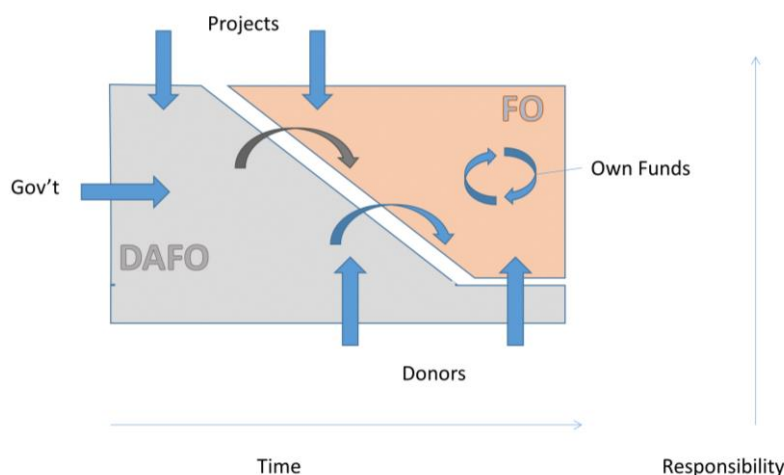 Projects
FO
Own Funds
Gov't
DAFO
Donors
Time
Responsibility